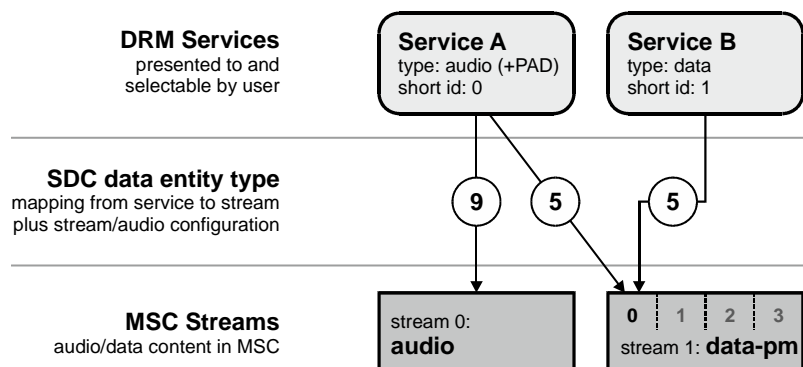 DRM Services
presented to and
selectable by user
Service A
type: audio (+PAD)
short id: 0
Service B
type: data
short id: 1
SDC data entity type
mapping from service to stream
plus stream/audio configuration
9
5
5
MSC Streams
audio/data content in MSC
stream 0:
audio
0 1 2 3
stream 1: data-pm